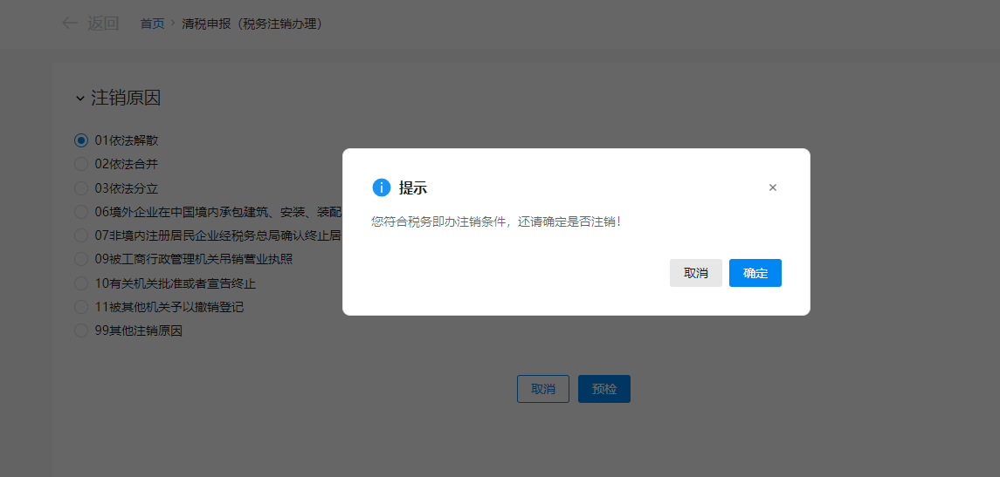 返回 首页 > 清税申报（税务注销办理）
注销原因
01依法解散
02依法合并
03依法分立
06境外企业在中国境内承包建筑、安装、装配
07非境内注册居民企业经税务总局确认终止居
09被工商行政管理机关吊销营业执照
10有关机关批准或者宣告终止
11被其他机关予以撤销登记
99其他注销原因
提示
您符合税务即办注销条件，还请确定是否注销！
取消 确定
取消 预检